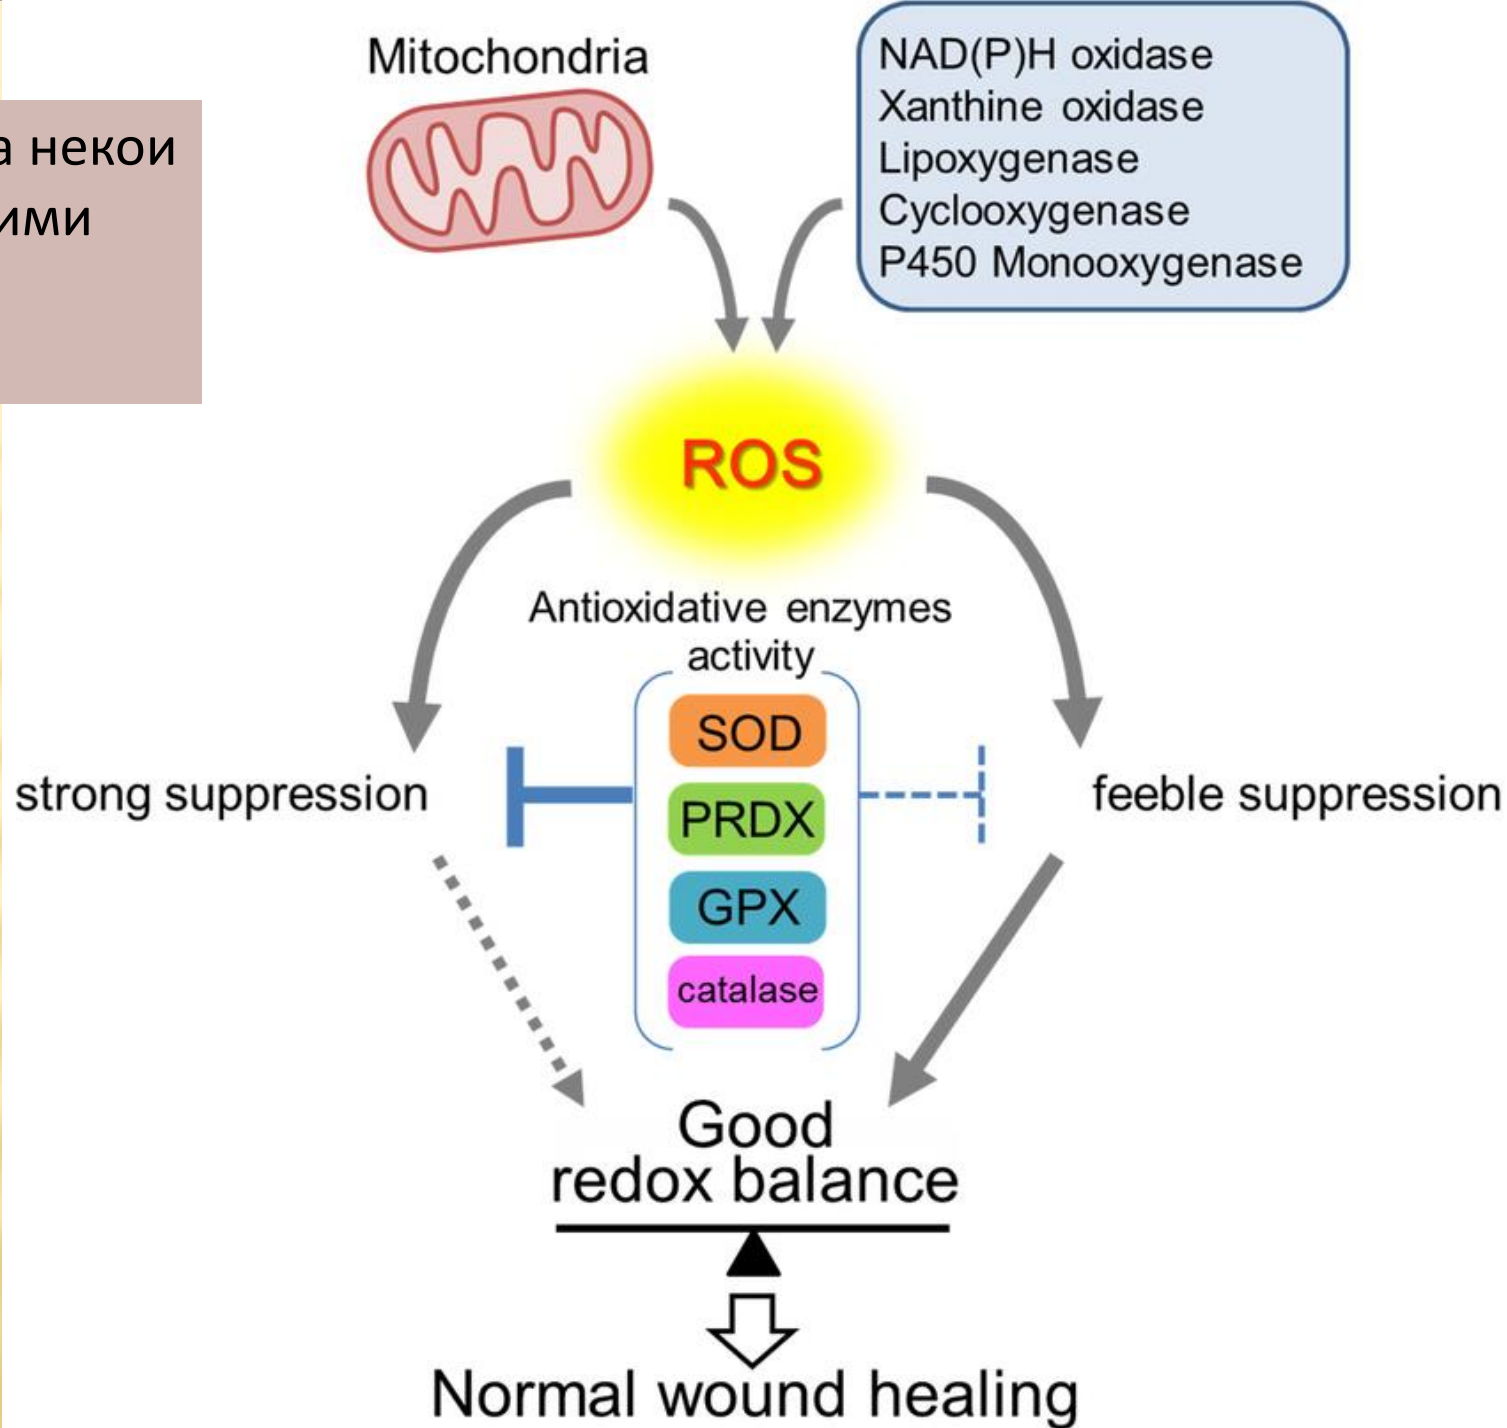 Mitochondria
NAD(P)H oxidase
Xanthine oxidase
Lipoxygenase
Cyclooxygenase
P450 Monooxygenase
некои
ROS
Antioxidative enzymes
activity
SOD
PRDX
GPX
catalase
strong suppression
feeble suppression
Good
redox balance
Normal wound healing